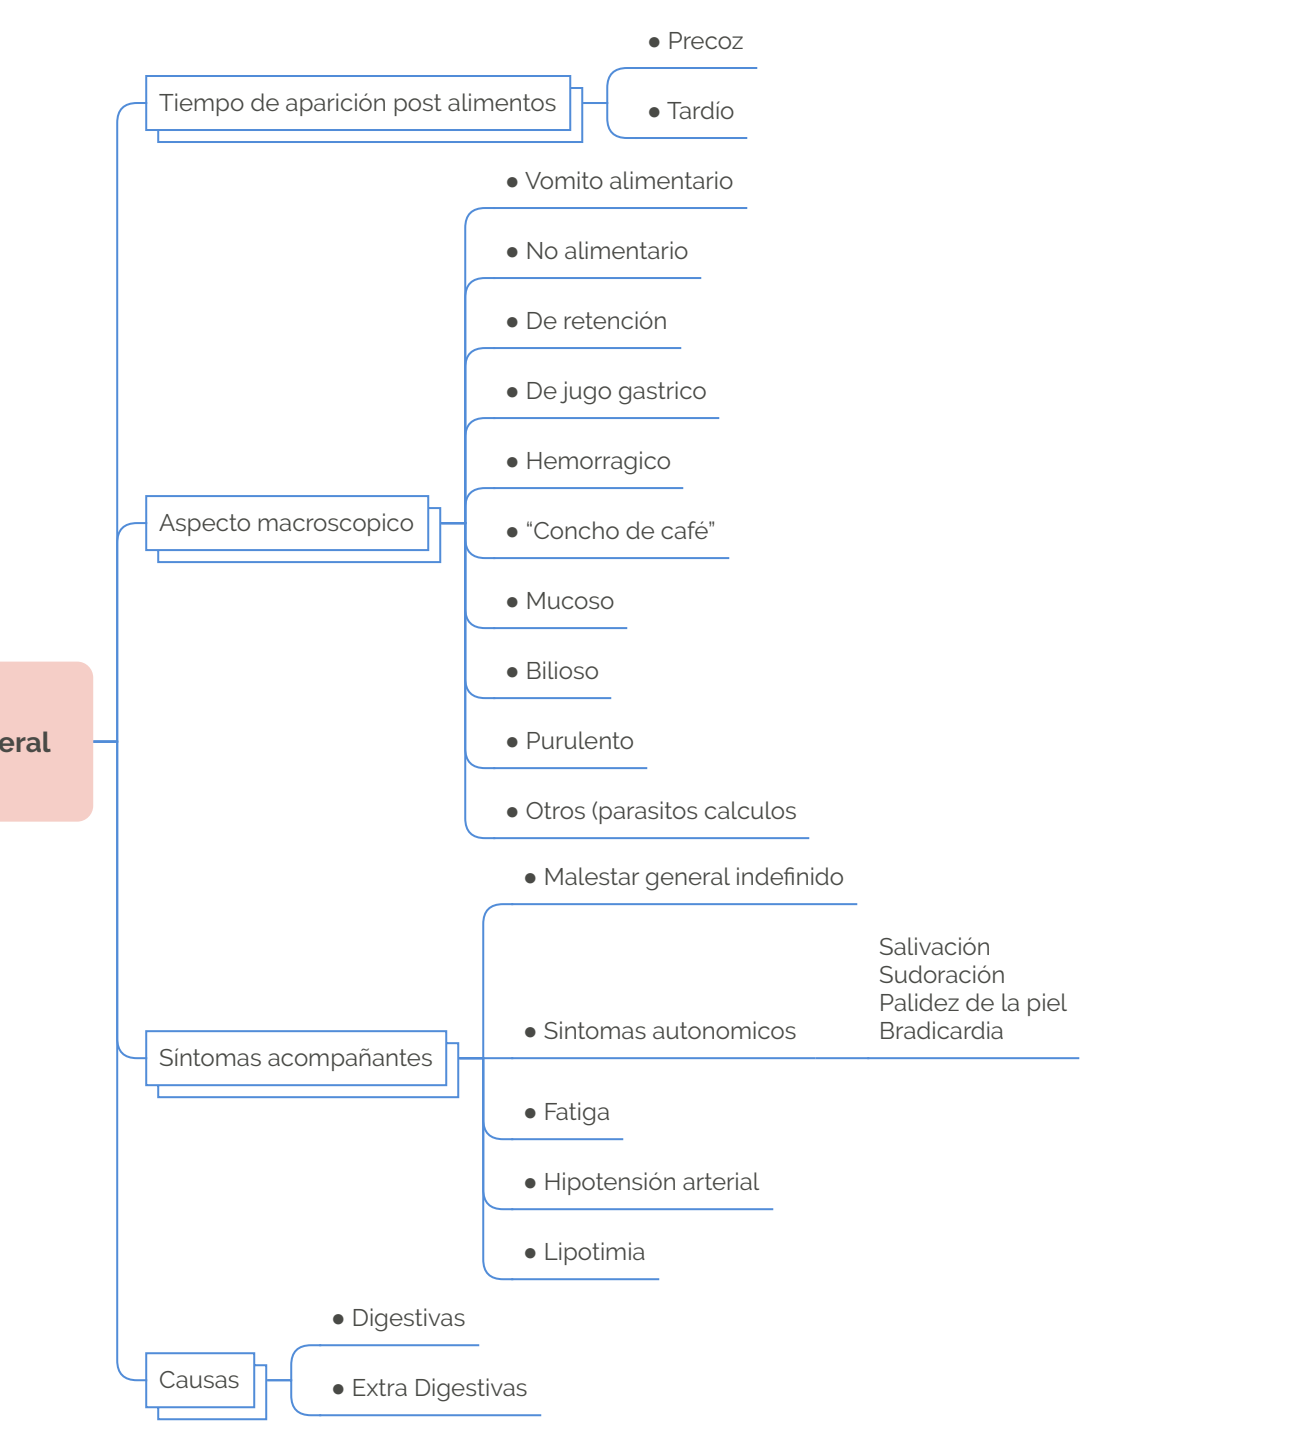 ● Precoz
Tiempo de aparición post alimentos
● Tardío
● Vomito alimentario
● No alimentario
● De retención
● De jugo gastrico
● Hemorragico
Aspecto macroscopico
● “Concho de café”
● Mucoso
● Bilioso
eral
● Purulento
● Otros (parasitos calculos
● Malestar general indefinido
Síntomas acompañantes
● Sintomas autonomicos
Salivación
Sudoración
Palidez de la piel
Bradicardia
● Fatiga
● Hipotensión arterial
● Lipotimia
Causas
● Digestivas
● Extra Digestivas